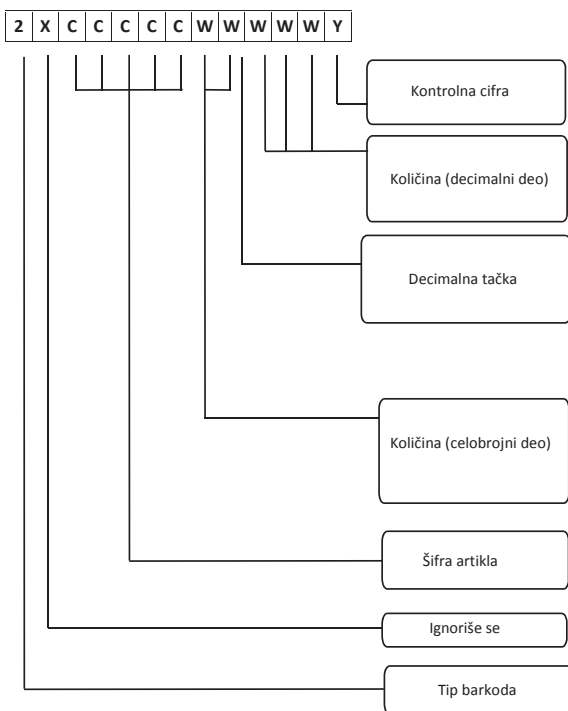 2 X C C C C C W W W W W Y
Kontrolna cifra
Količina (decimalni deo)
Decimalna tačka
Količina (celobrojni deo)
Šifra artikla
Ignoriše se
Tip barkoda